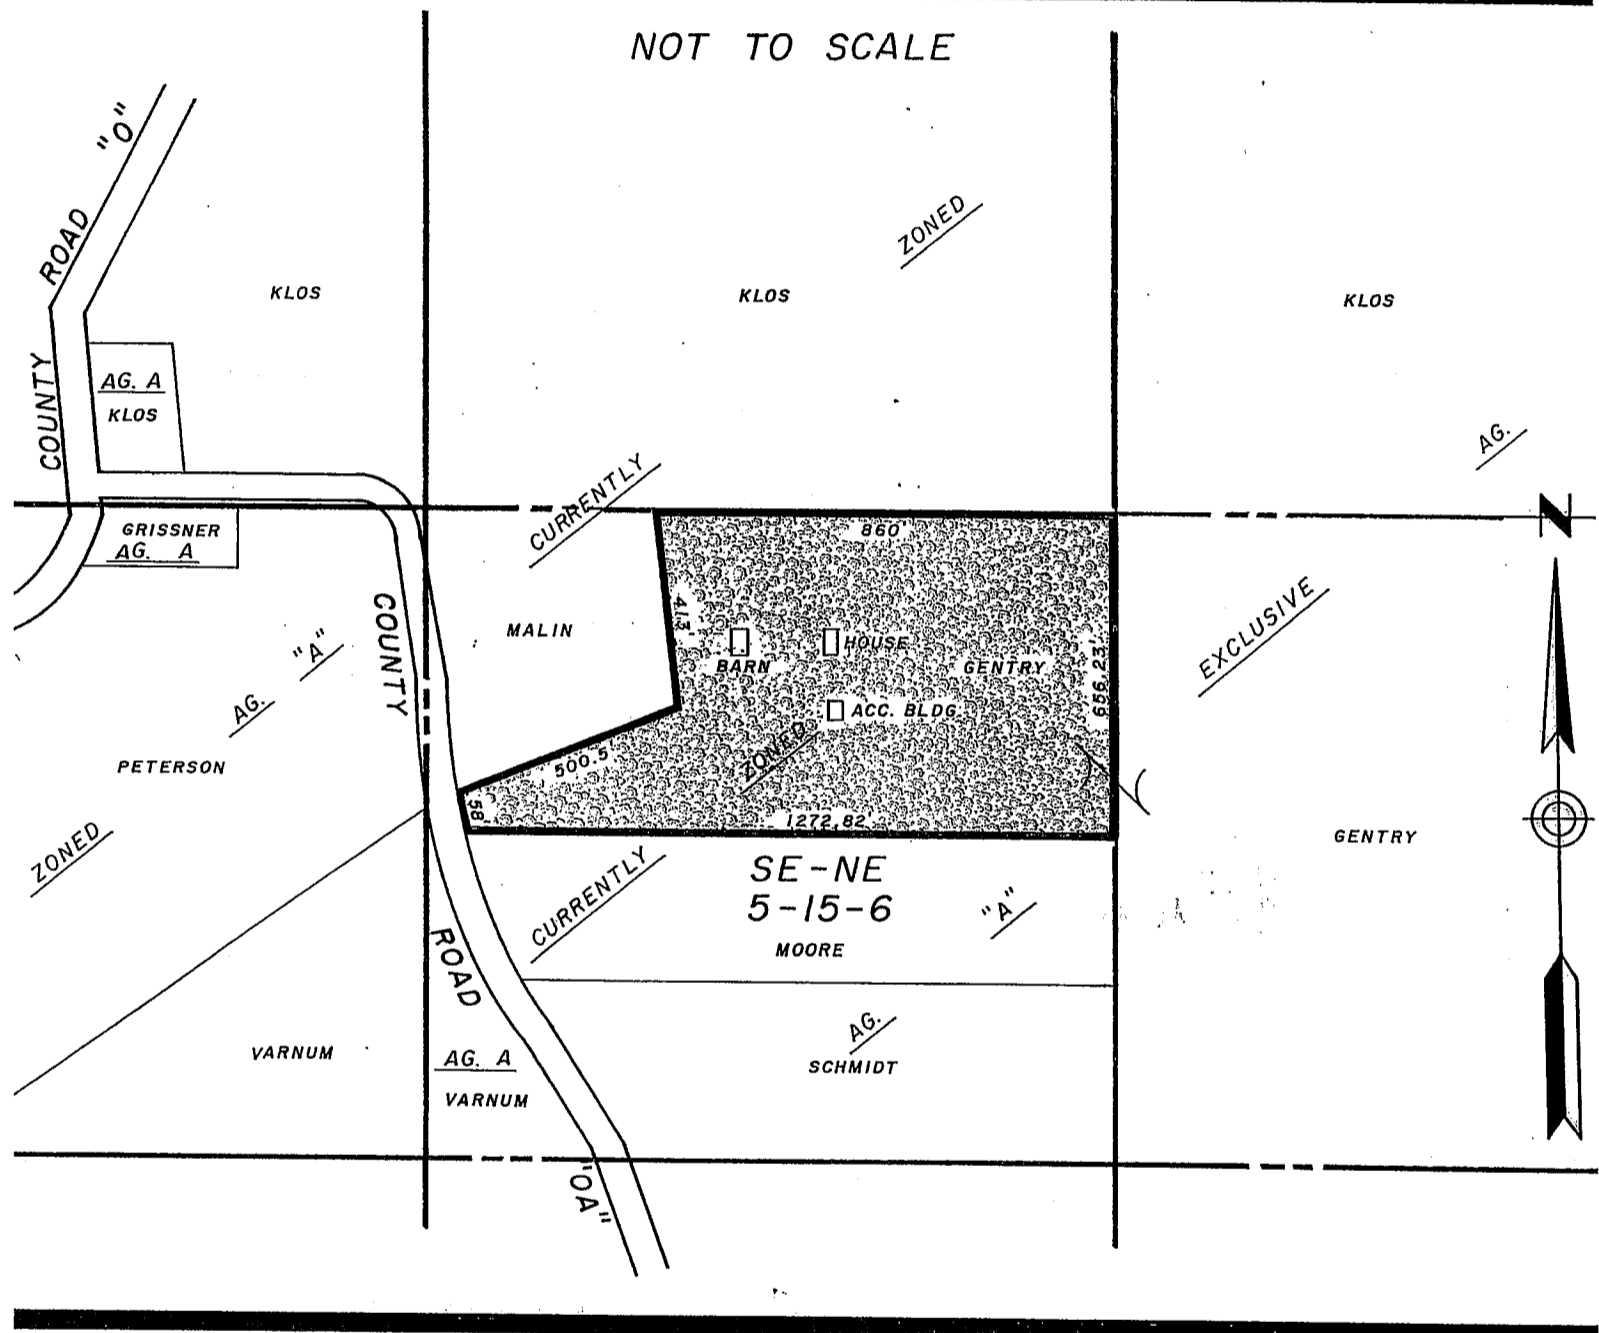 NOT TO SCALE
COUNTY ROAD "O"
ZONED
KLOS
KLOS
KLOS
AG. A
KLOS
AG.
CURRENTLY
GRISSNER
AG. A
860'
N
MALIN
413'
BARN
HOUSE
GENTRY
656.23'
EXCLUSIVE
ACC. BLDG.
ZONED
500.5'
58'
1272.82'
"A"
AG.
PETERSON
ZONED
GENTRY
SE-NE
5-15-6
CURRENTLY
"A"
MOORE
AG.
SCHMIDT
VARNUM
AG. A
VARNUM
COUNTY ROAD "OA"